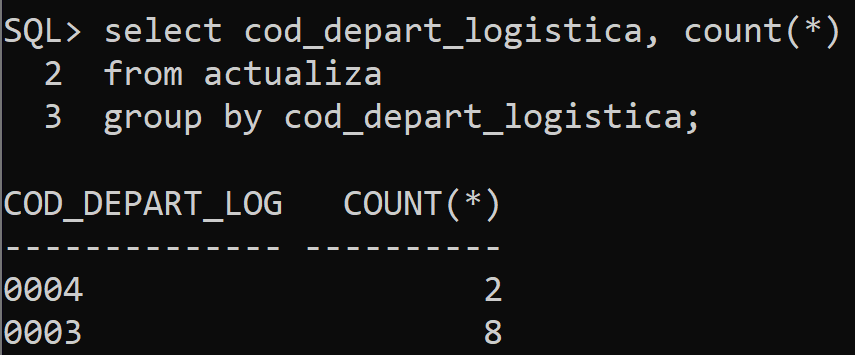 SQL> select cod_depart_logistica, count(*)
  2  from actualiza
  3  group by cod_depart_logistica;
COD_DEPART_LOG   COUNT(*)
-------------- ----------
0004                    2
0003                    8